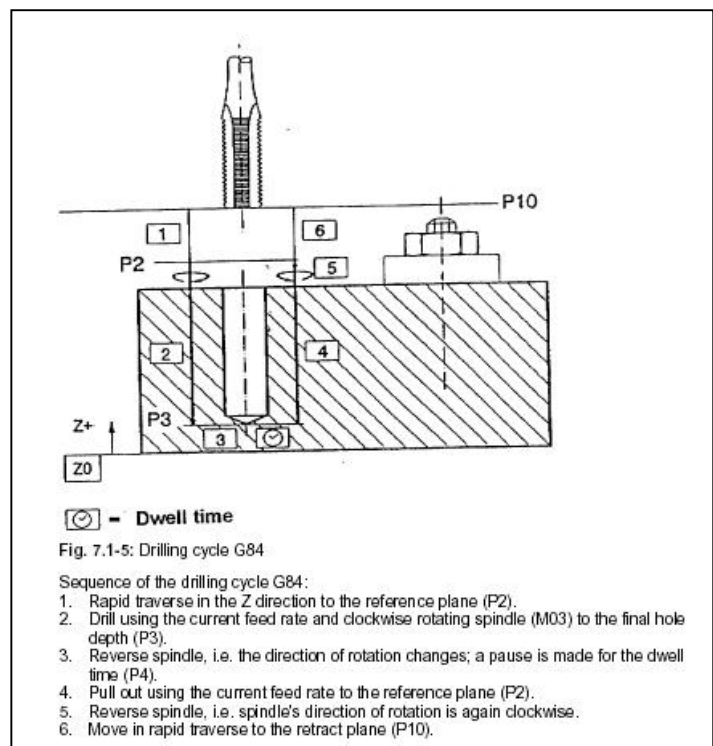 P10
1
6
P2
5
2
4
P3
Z+
3
Z0
= Dwell time
Fig. 7.1-5: Drilling cycle G84
Sequence of the drilling cycle G84:
1. Rapid traverse in the Z direction to the reference plane (P2).
2. Drill using the current feed rate and clockwise rotating spindle (M03) to the final hole
depth (P3).
3. Reverse spindle, i.e. the direction of rotation changes; a pause is made for the dwell
time (P4).
4. Pull out using the current feed rate to the reference plane (P2).
5. Reverse spindle, i.e. spindle's direction of rotation is again clockwise.
6. Move in rapid traverse to the retract plane (P10).